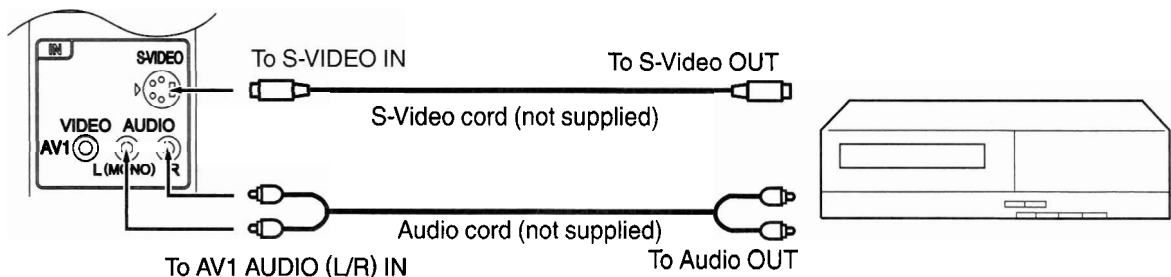 IN
S-VIDEO
To S-VIDEO IN
To S-Video OUT
S-Video cord (not supplied)
VIDEO AUDIO
AV1
L (MONO) R
Audio cord (not supplied)
To AV1 AUDIO (L/R) IN
To Audio OUT